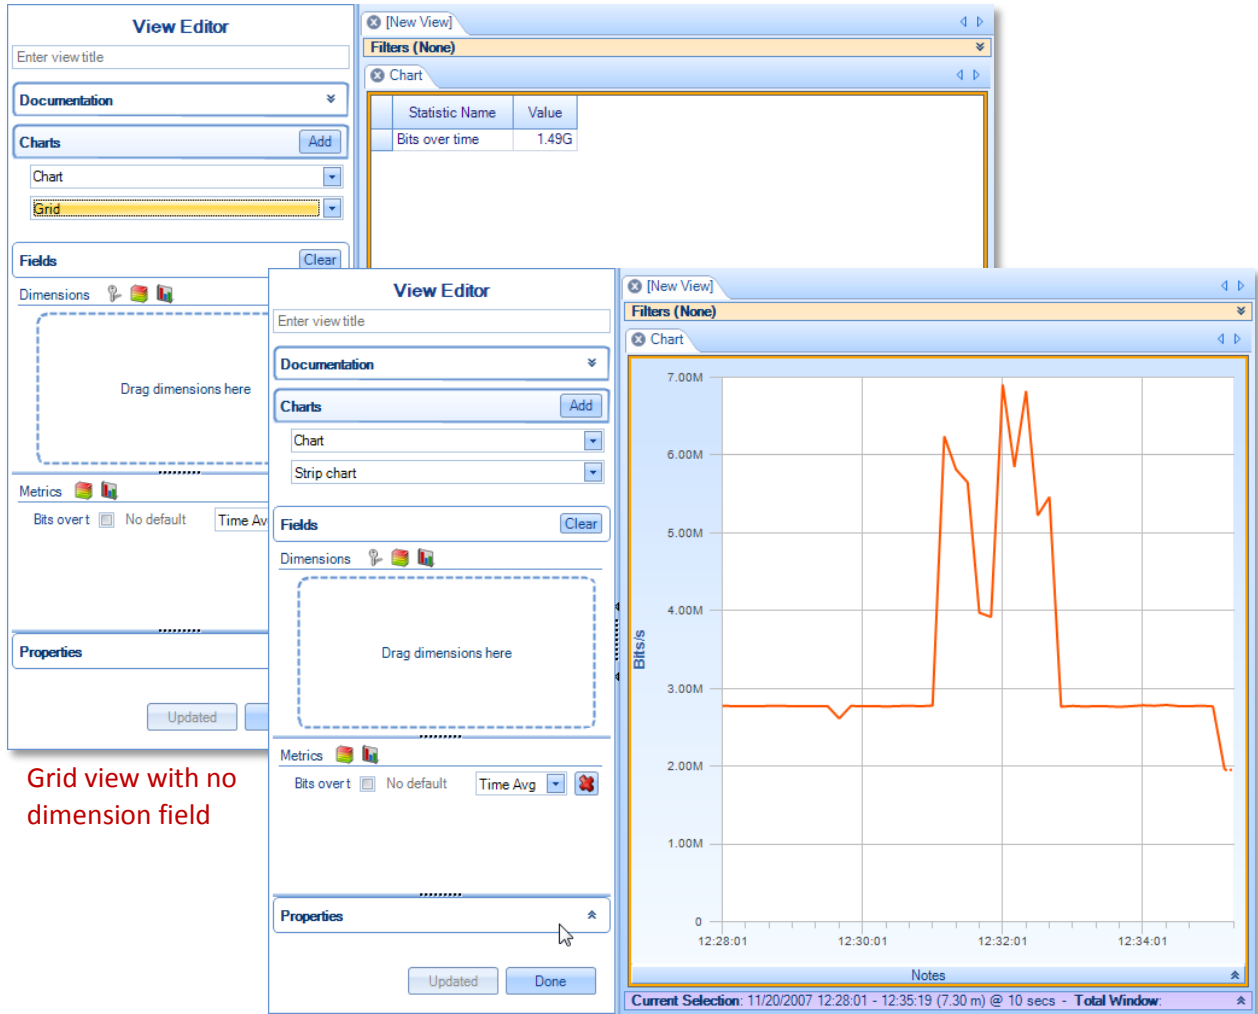 View Editor
Enter view title
Documentation
Charts
Add
Chart
Grid
Fields
Clear
Dimensions
Drag dimensions here
Metrics
Bits over t
No default
Time Av
Properties
Updated
[New View]
Filters (None)
Chart
Statistic Name
Value
Bits over time
1.49G
Grid view with no
dimension field
View Editor
Enter view title
Documentation
Charts
Add
Chart
Strip chart
Fields
Clear
Dimensions
Drag dimensions here
Metrics
Bits over t
No default
Time Avg
Properties
Updated
Done
[New View]
Filters (None)
Chart
7.00M
6.00M
5.00M
4.00M
Bits/s
3.00M
2.00M
1.00M
0
12:28:01
12:30:01
12:32:01
12:34:01
Notes
Current Selection: 11/20/2007 12:28:01 - 12:35:19 (7.30 m) @ 10 secs - Total Window: